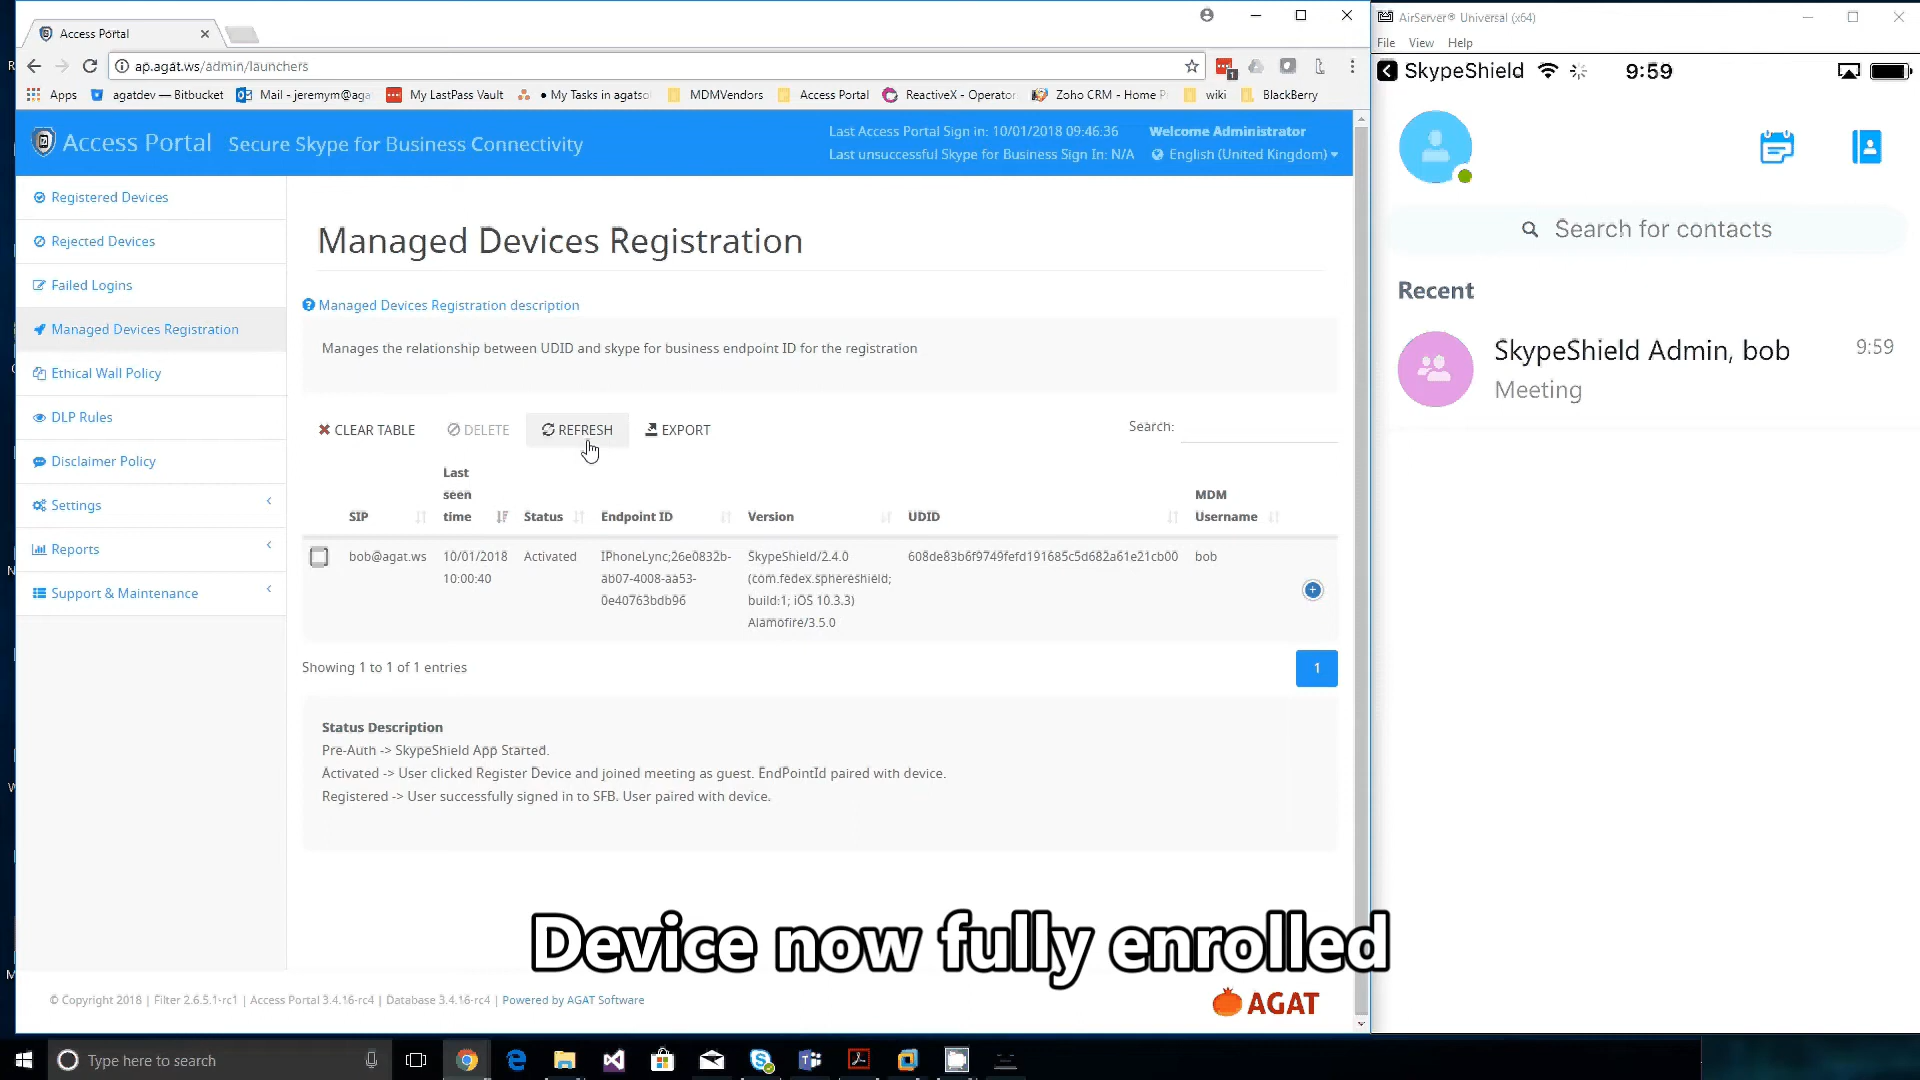 Access Portal
ap.agat.ws/admin/launchers
Apps
agatdev — Bitbucket
Mail - jeremym@aga
My LastPass Vault
• My Tasks in agatso
MDMVendors
Access Portal
ReactiveX - Operator
Zoho CRM - Home P
wiki
BlackBerry
Access Portal Secure Skype for Business Connectivity
Last Access Portal Sign in: 10/01/2018 09:46:36
Welcome Administrator
Last unsuccessful Skype for Business Sign In: N/A
English (United Kingdom)
Registered Devices
Rejected Devices
Failed Logins
Managed Devices Registration
Ethical Wall Policy
DLP Rules
Disclaimer Policy
Settings
Reports
Support & Maintenance
Managed Devices Registration
Managed Devices Registration description
Manages the relationship between UDID and skype for business endpoint ID for the registration
CLEAR TABLE
DELETE
REFRESH
EXPORT
Search:
SIP
Last
seen
time
Status
Endpoint ID
Version
UDID
MDM
Username
bob@agat.ws
10/01/2018
10:00:40
Activated
IPhoneLync;26e0832b-
ab07-4008-aa53-
0e40763bdb96
SkypeShield/2.4.0
(com.fedex.sphereshield;
build:1; iOS 10.3.3)
Alamofire/3.5.0
608de83b6f9749fefd191685c5d682a61e21cb00
bob
Showing 1 to 1 of 1 entries
1
Status Description
Pre-Auth -> SkypeShield App Started.
Activated -> User clicked Register Device and joined meeting as guest. EndPointId paired with device.
Registered -> User successfully signed in to SFB. User paired with device.
Device now fully enrolled
© Copyright 2018 | Filter 2.6.5.1-rc1 | Access Portal 3.4.16-rc4 | Database 3.4.16-rc4 | Powered by AGAT Software
AGAT
AirServer® Universal (x64)
File View Help
SkypeShield
9:59
Search for contacts
Recent
SkypeShield Admin, bob
9:59
Meeting
Type here to search